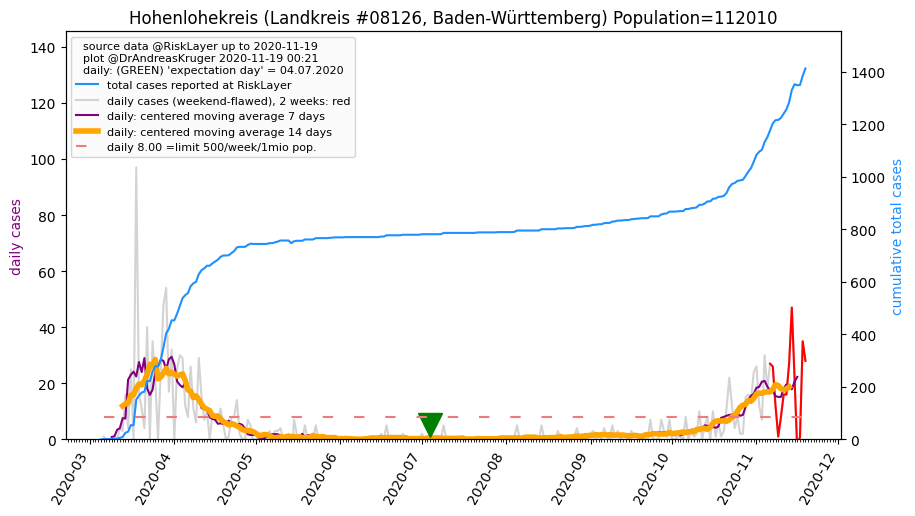 Hohenlohekreis (Landkreis #08126, Baden-Württemberg) Population=112010
source data @RiskLayer up to 2020-11-19
plot @DrAndreasKruger 2020-11-19 00:21
daily: (GREEN) 'expectation day' = 04.07.2020
total cases reported at RiskLayer
daily cases (weekend-flawed), 2 weeks: red
daily: centered moving average 7 days
daily: centered moving average 14 days
daily 8.00 =limit 500/week/1mio pop.
daily cases
140
120
100
80
60
40
20
0
cumulative total cases
1400
1200
1000
800
600
400
200
0
2020-03
2020-04
2020-05
2020-06
2020-07
2020-08
2020-09
2020-10
2020-11
2020-12